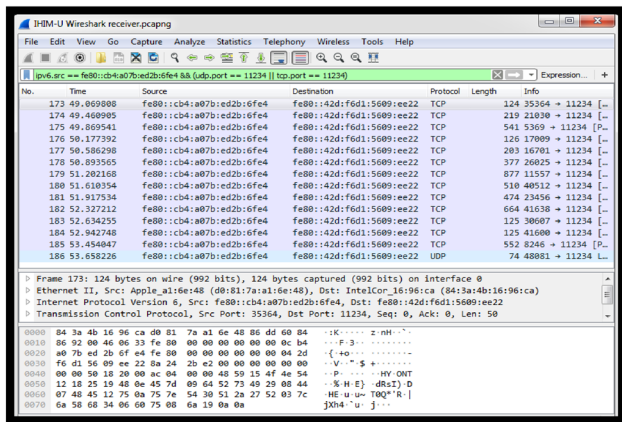 IHIM-U Wireshark receiver.pcapng
File Edit View Go Capture Analyze Statistics Telephony Wireless Tools Help
ipv6.src == fe80::cb4:a07b:ed2b:6fe4 && (udp.port == 11234 || tcp.port == 11234) Expression... +
No. Time Source Destination Protocol Length Info
173 49.069808 fe80::cb4:a07b:ed2b:6fe4 fe80::42d:f6d1:5609:ee22 TCP 124 35364 → 11234 […
174 49.460905 fe80::cb4:a07b:ed2b:6fe4 fe80::42d:f6d1:5609:ee22 TCP 219 21030 → 11234 […
175 49.869541 fe80::cb4:a07b:ed2b:6fe4 fe80::42d:f6d1:5609:ee22 TCP 541 5369 → 11234 [P…
176 50.177392 fe80::cb4:a07b:ed2b:6fe4 fe80::42d:f6d1:5609:ee22 TCP 126 17009 → 11234 […
177 50.586298 fe80::cb4:a07b:ed2b:6fe4 fe80::42d:f6d1:5609:ee22 TCP 203 16701 → 11234 […
178 50.893565 fe80::cb4:a07b:ed2b:6fe4 fe80::42d:f6d1:5609:ee22 TCP 377 26025 → 11234 […
179 51.202168 fe80::cb4:a07b:ed2b:6fe4 fe80::42d:f6d1:5609:ee22 TCP 877 11557 → 11234 […
180 51.610354 fe80::cb4:a07b:ed2b:6fe4 fe80::42d:f6d1:5609:ee22 TCP 510 40512 → 11234 […
181 51.917534 fe80::cb4:a07b:ed2b:6fe4 fe80::42d:f6d1:5609:ee22 TCP 474 23456 → 11234 […
182 52.327212 fe80::cb4:a07b:ed2b:6fe4 fe80::42d:f6d1:5609:ee22 TCP 664 41638 → 11234 […
183 52.634255 fe80::cb4:a07b:ed2b:6fe4 fe80::42d:f6d1:5609:ee22 TCP 125 30607 → 11234 […
184 52.942748 fe80::cb4:a07b:ed2b:6fe4 fe80::42d:f6d1:5609:ee22 TCP 125 41600 → 11234 […
185 53.454047 fe80::cb4:a07b:ed2b:6fe4 fe80::42d:f6d1:5609:ee22 TCP 552 8246 → 11234 [P…
186 53.658226 fe80::cb4:a07b:ed2b:6fe4 fe80::42d:f6d1:5609:ee22 UDP 74 48081 → 11234 L…
Frame 173: 124 bytes on wire (992 bits), 124 bytes captured (992 bits) on interface 0
Ethernet II, Src: Apple_a1:6e:48 (d0:81:7a:a1:6e:48), Dst: IntelCor_16:96:ca (84:3a:4b:16:96:ca)
Internet Protocol Version 6, Src: fe80::cb4:a07b:ed2b:6fe4, Dst: fe80::42d:f6d1:5609:ee22
Transmission Control Protocol, Src Port: 35364, Dst Port: 11234, Seq: 0, Ack: 0, Len: 50
0000 84 3a 4b 16 96 ca d0 81 7a a1 6e 48 86 dd 60 84 ·:K····· z·nH··`·
0010 86 92 00 46 06 33 fe 80 00 00 00 00 00 00 0c b4 ···F·3·· ········
0020 a0 7b ed 2b 6f e4 fe 80 00 00 00 00 00 00 04 2d ·{·+o··· ·······-
0030 f6 d1 56 09 ee 22 8a 24 2b e2 00 00 00 00 00 00 ··V··"·$ +·······
0040 00 00 50 18 20 00 ac 04 00 00 48 59 15 4f 4e 54 ··P· ··· ··HY·ONT
0050 12 18 25 19 48 0e 45 7d 09 64 52 73 49 29 08 44 ··%·H·E} ·dRsI)·D
0060 07 48 45 12 75 0a 75 7e 54 30 51 2a 27 52 03 7c ·HE·u·u~ T0Q*'R·|
0070 6a 58 68 34 06 60 75 08 6a 19 0a 0a jXh4·`u· j···